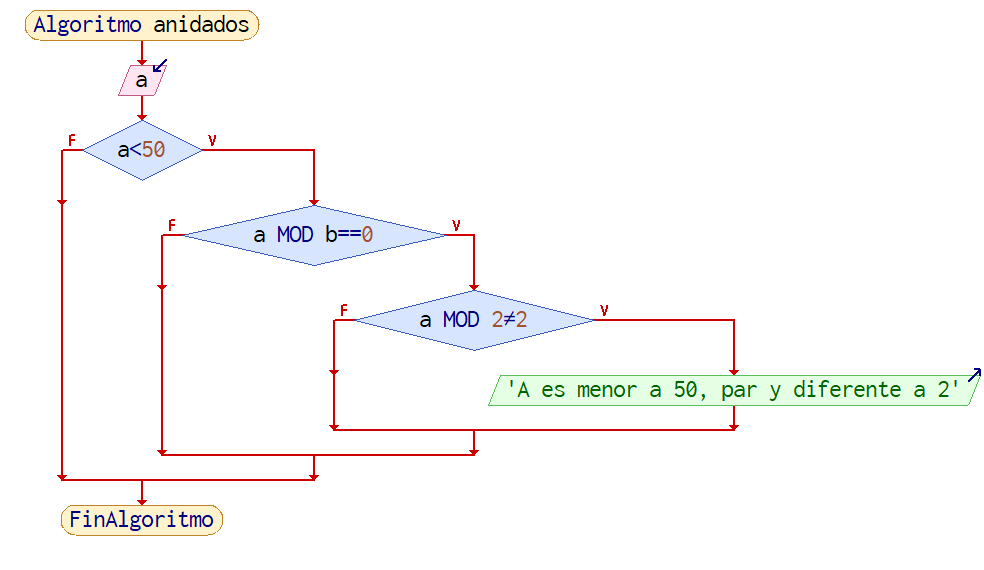 Algoritmo anidados
a
F
a<50
V
F
a MOD b==0
V
F
a MOD 2≠2
V
'A es menor a 50, par y diferente a 2'
FinAlgoritmo